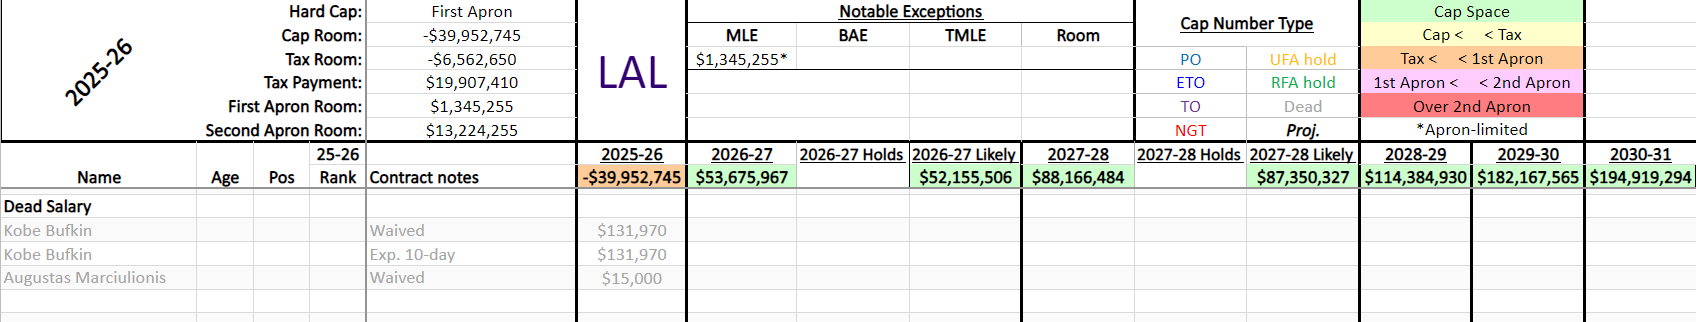 2025-26
Hard Cap: First Apron
Cap Room: -$39,952,745
Tax Room: -$6,562,650
Tax Payment: $19,907,410
First Apron Room: $1,345,255
Second Apron Room: $13,224,255
LAL
Notable Exceptions
MLE BAE TMLE Room
$1,345,255*
Cap Number Type
PO UFA hold
ETO RFA hold
TO Dead
NGT Proj.
Cap Space
Cap < < Tax
Tax < < 1st Apron
1st Apron < < 2nd Apron
Over 2nd Apron
*Apron-limited
25-26 2025-26 2026-27 2026-27 Holds 2026-27 Likely 2027-28 2027-28 Holds 2027-28 Likely 2028-29 2029-30 2030-31
Name Age Pos Rank Contract notes -$39,952,745 $53,675,967 $52,155,506 $88,166,484 $87,350,327 $114,384,930 $182,167,565 $194,919,294
Dead Salary
Kobe Bufkin Waived $131,970
Kobe Bufkin Exp. 10-day $131,970
Augustas Marciulionis Waived $15,000